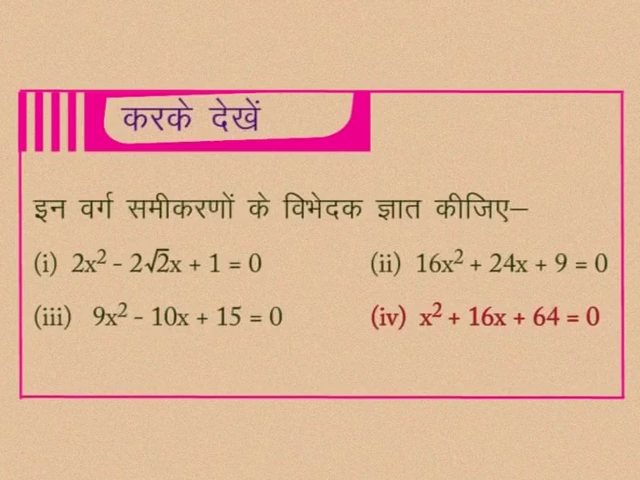 करके देखें
इन वर्ग समीकरणों के विभेदक ज्ञात कीजिए–
(i) 2x² - 2√2x + 1 = 0 (ii) 16x² + 24x + 9 = 0
(iii) 9x² - 10x + 15 = 0 (iv) x² + 16x + 64 = 0